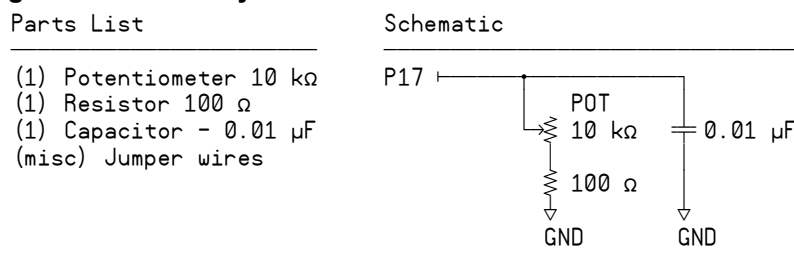 Parts List
(1) Potentiometer 10 kΩ
(1) Resistor 100 Ω
(1) Capacitor – 0.01 µF
(misc) Jumper wires
Schematic
P17
POT
10 kΩ
0.01 µF
100 Ω
GND
GND